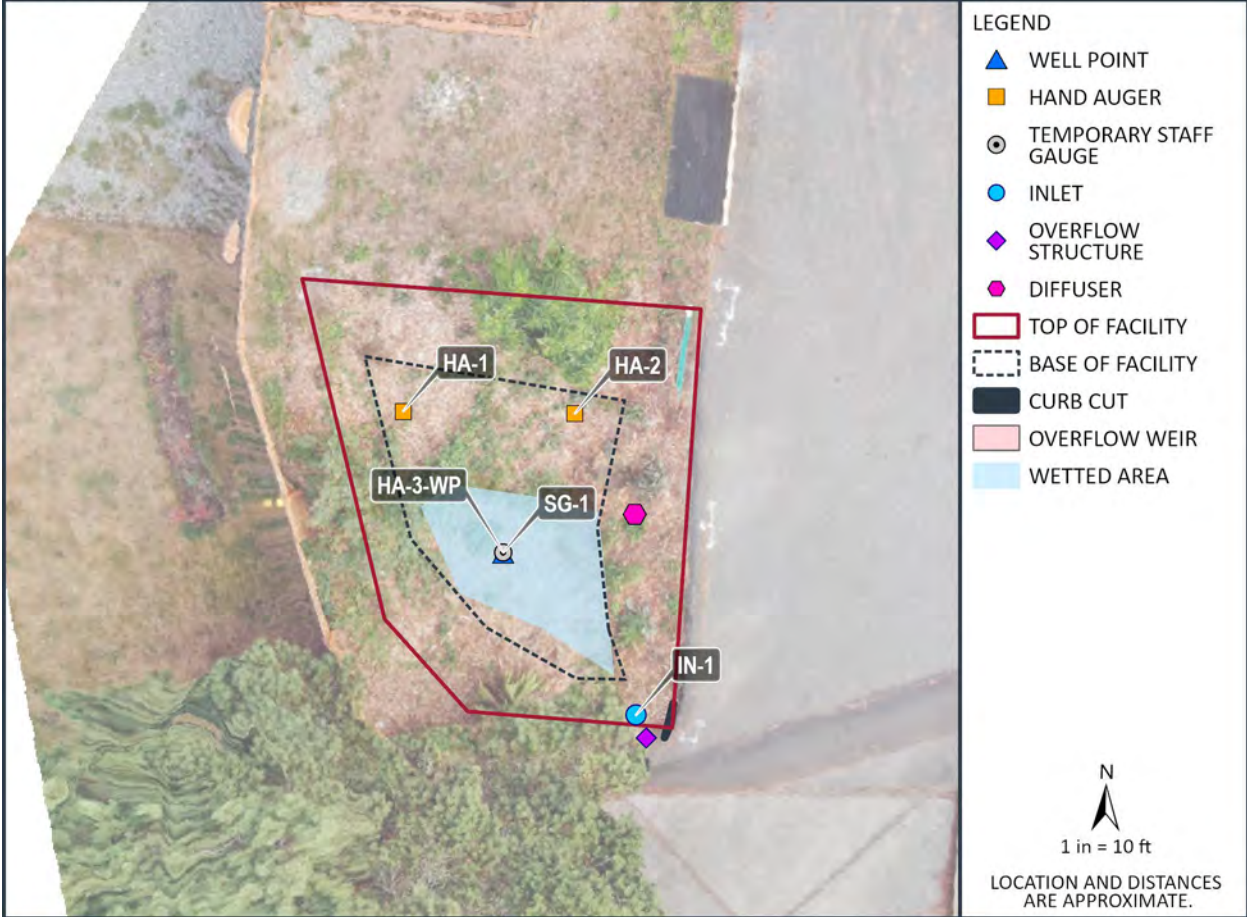 LEGEND
WELL POINT
HAND AUGER
TEMPORARY STAFF
GAUGE
INLET
OVERFLOW
STRUCTURE
DIFFUSER
TOP OF FACILITY
BASE OF FACILITY
CURB CUT
OVERFLOW WEIR
WETTED AREA
HA-1
HA-2
HA-3-WP
SG-1
IN-1
N
1 in = 10 ft
LOCATION AND DISTANCES
ARE APPROXIMATE.